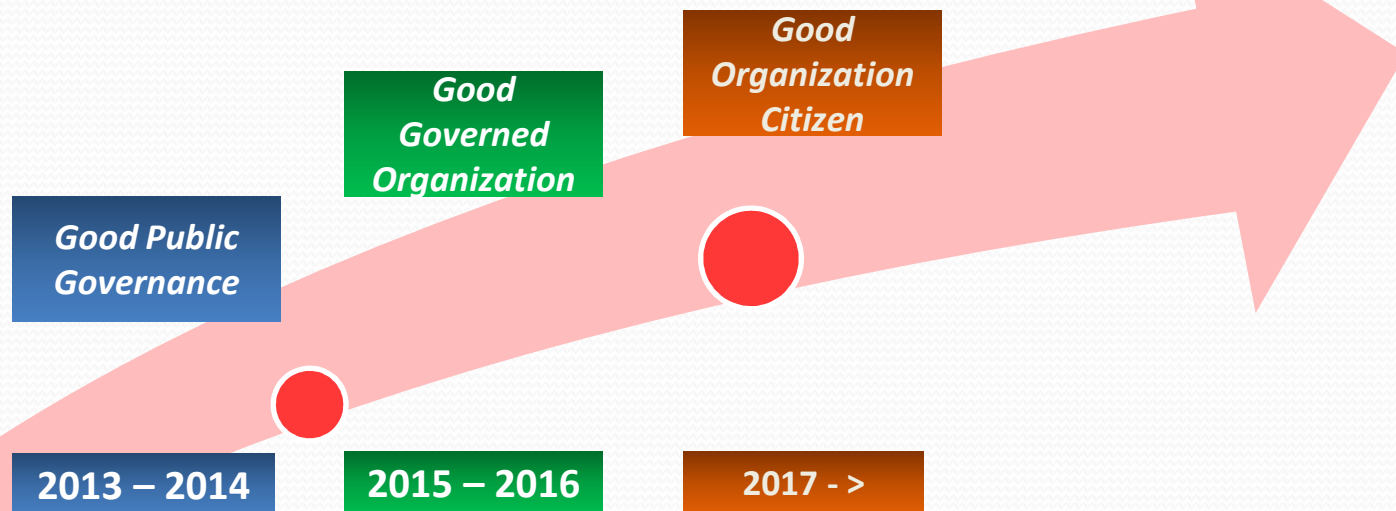 Good Public
Governance
Good
Governed
Organization
Good
Organization
Citizen
2013 – 2014
2015 – 2016
2017 - >